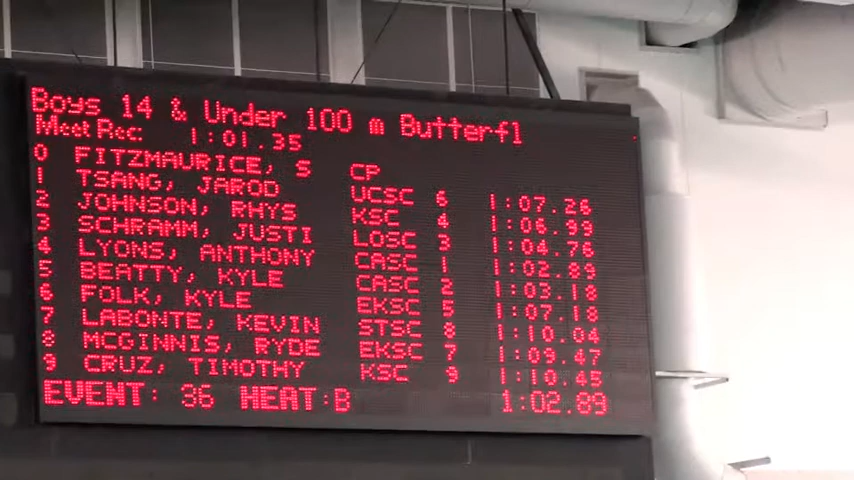 Boys 14 & Under 100 m Butterfl
Meet Rec: 1:01.35
0 FITZMAURICE, S CP
1 TSANG, JAROD UCSC 6 1:07.26
2 JOHNSON, RHYS KSC 4 1:06.99
3 SCHRAMM, JUSTI LOSC 3 1:04.76
4 LYONS, ANTHONY CASC 1 1:02.89
5 BEATTY, KYLE CASC 2 1:03.18
6 FOLK, KYLE EKSC 5 1:07.18
7 LABONTE, KEVIN STSC 8 1:10.04
8 MCGINNIS, RYDE EKSC 7 1:09.47
9 CRUZ, TIMOTHY KSC 9 1:10.45
EVENT: 36 HEAT:B 1:02.89